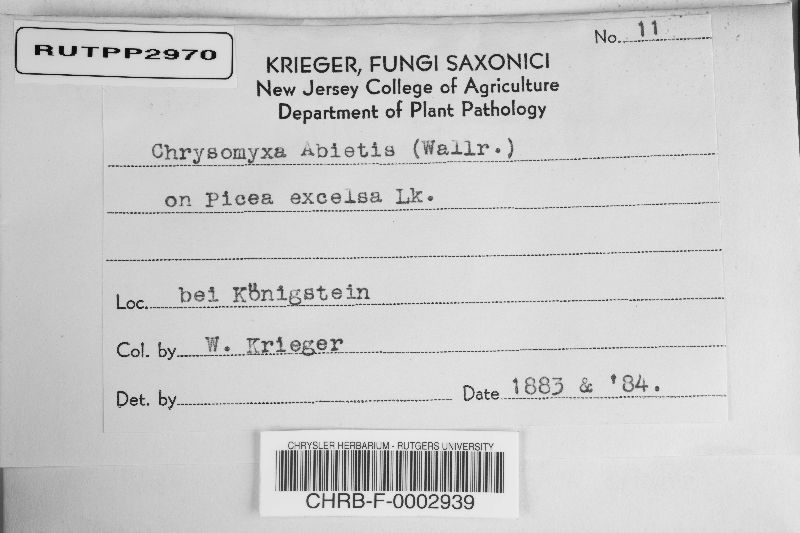 RUTPP2970
No. 11
KRIEGER, FUNGI SAXONICI
New Jersey College of Agriculture
Department of Plant Pathology
Chrysomyxa Abietis (Wallr.)
on Picea excelsa Lk.
Loc. bei Königstein
Col. by W. Krieger
Det. by
Date 1883 & '84.
CHRYSLER HERBARIUM - RUTGERS UNIVERSITY
CHRB-F-0002939